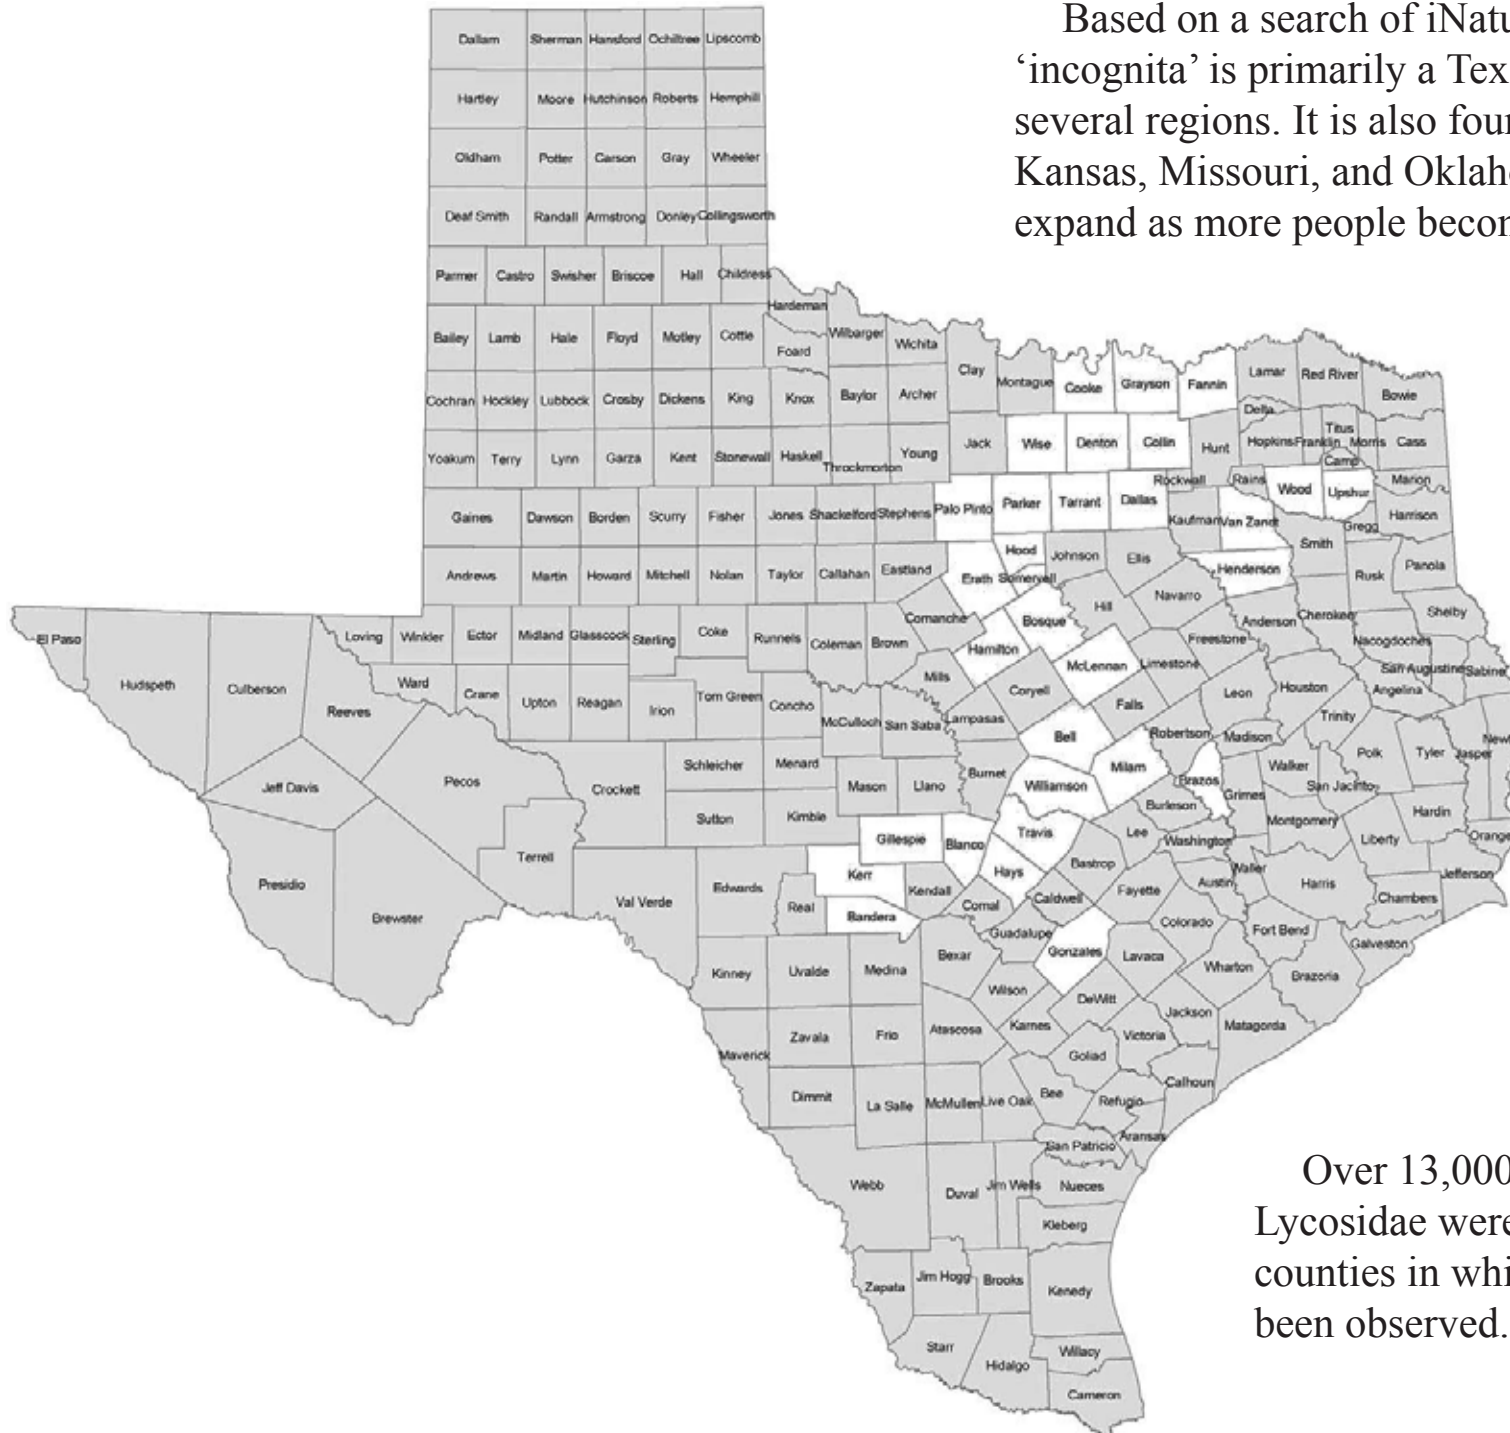 Based on a search of iNatu
‘incognita’ is primarily a Tex
several regions. It is also four
Kansas, Missouri, and Oklaho
expand as more people becon
Dallam Sherman Hansford Ochiltree Lipscomb
Hartley Moore Hutchinson Roberts Hemphill
Oldham Potter Carson Gray Wheeler
Deaf Smith Randall Armstrong Donley Collingsworth
Parmer Castro Swisher Briscoe Hall Childress
Hardeman
Bailey Lamb Hale Floyd Motley Cottle Foard Wilbarger Wichita
Clay Montague Cooke Grayson Fannin Lamar Red River Bowie
Cochran Hockley Lubbock Crosby Dickens King Knox Baylor Archer
Delta Titus
Jack Wise Denton Collin Hunt Hopkins Franklin Morris Cass
Camp
Yoakum Terry Lynn Garza Kent Stonewall Haskell Throckmorton Young
Rockwall Rains Wood Upshur Marion
Gaines Dawson Borden Scurry Fisher Jones Shackelford Stephens Palo Pinto Parker Tarrant Dallas Kaufman Van Zandt Gregg Harrison
Hood Johnson Ellis Smith
Andrews Martin Howard Mitchell Nolan Taylor Callahan Eastland Erath Somervell Henderson Rusk Panola
Comanche Bosque Hill Navarro Anderson Cherokee Shelby
El Paso Loving Winkler Ector Midland Glasscock Sterling Coke Runnels Coleman Brown Hamilton Freestone Nacogdoches
Mills McLennan Limestone San Augustine Sabine
Hudspeth Culberson Reeves Ward Crane Upton Reagan Irion Tom Green Concho Coryell Leon Houston Angelina
McCulloch San Saba Lampasas Falls Trinity
Bell Robertson Madison Polk Tyler Jasper Newt
Jeff Davis Pecos Crockett Schleicher Menard Mason Llano Burnet Williamson Milam Brazos Walker San Jacinto
Burleson Grimes Hardin
Sutton Kimble Gillespie Blanco Travis Lee Washington Montgomery Liberty Orange
Terrell Bastrop Waller
Presidio Brewster Val Verde Edwards Real Kerr Kendall Hays Caldwell Fayette Austin Harris Chambers Jefferson
Bandera Comal Guadalupe Colorado Fort Bend Galveston
Kinney Uvalde Medina Bexar Gonzales Lavaca Wharton Brazoria
Wilson DeWitt Jackson Matagorda
Maverick Zavala Frio Atascosa Karnes Goliad Victoria
Dimmit La Salle McMullen Live Oak Bee Refugio Calhoun
San Patricio Aransas
Webb Duval Jim Wells Nueces
Kleberg
Zapata Jim Hogg Brooks Kenedy
Starr Hidalgo Willacy
Cameron
Over 13,000
Lycosidae were
counties in whi
been observed.